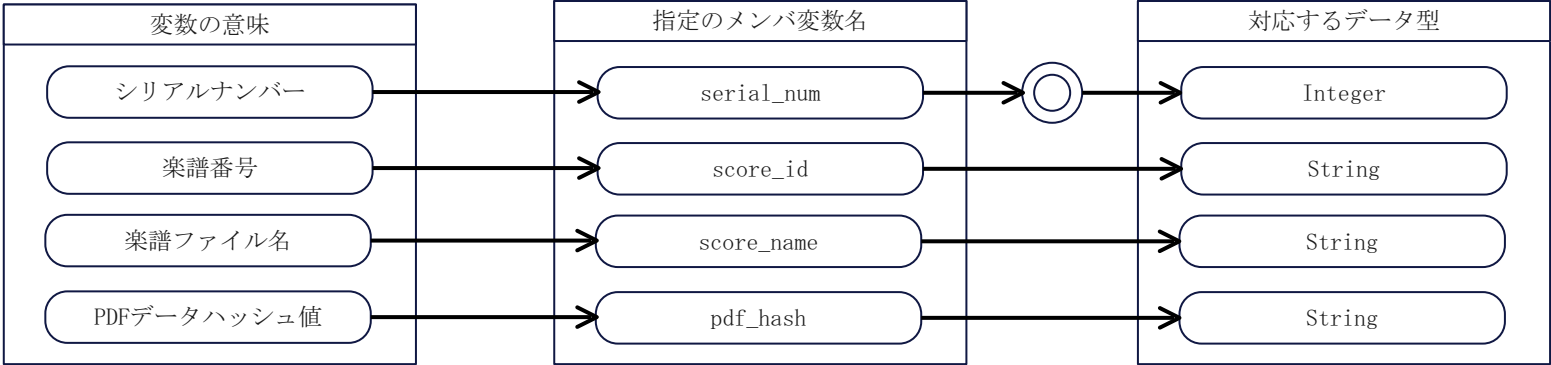 変数の意味
シリアルナンバー
楽譜番号
楽譜ファイル名
PDFデータハッシュ値
指定のメンバ変数名
serial_num
score_id
score_name
pdf_hash
対応するデータ型
Integer
String
String
String